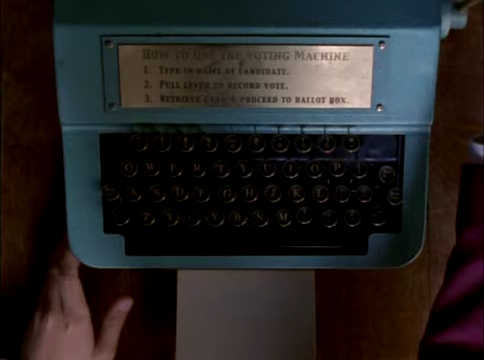 How to Use the Voting Machine
1. Type in name of candidate.
2. Pull lever to record vote.
3. Retrieve card & proceed to ballot box.
Q W E R T Y U I O P
A S D F G H J K L
Z X C V B N M